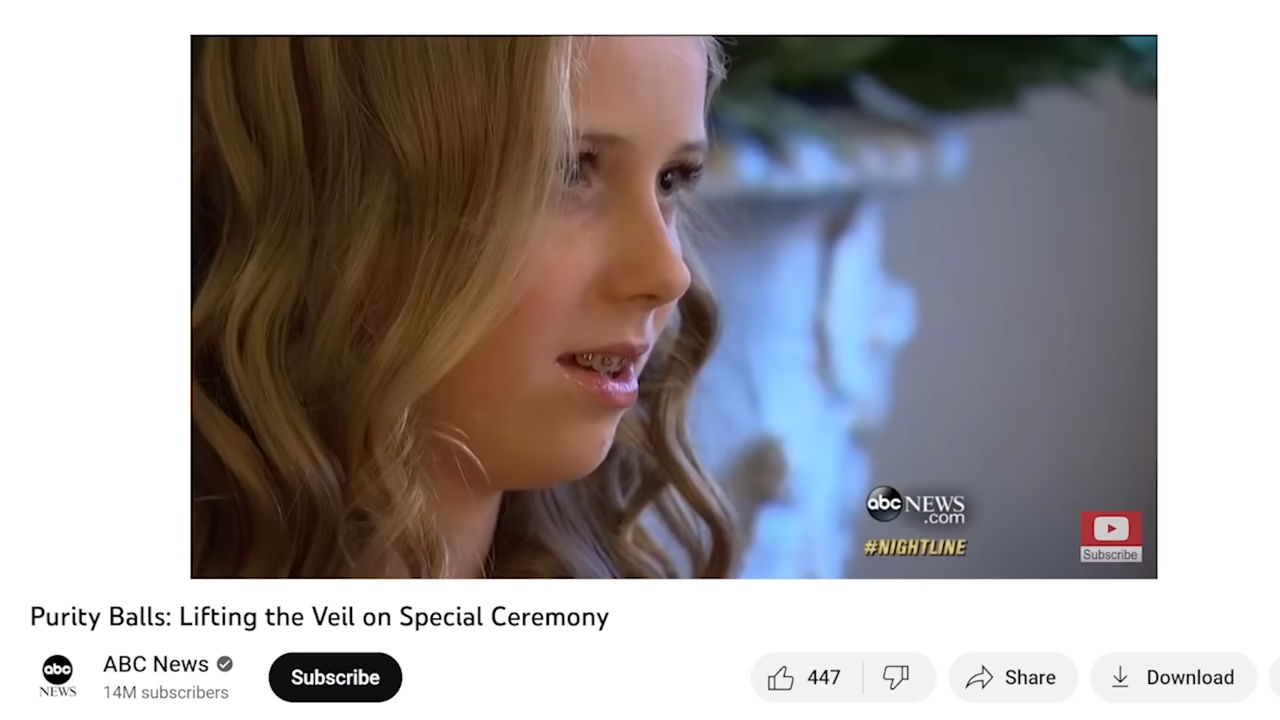 abc NEWS
.com
#NIGHTLINE
Subscribe
Purity Balls: Lifting the Veil on Special Ceremony
abc
NEWS
ABC News
14M subscribers
Subscribe
447
Share
Download